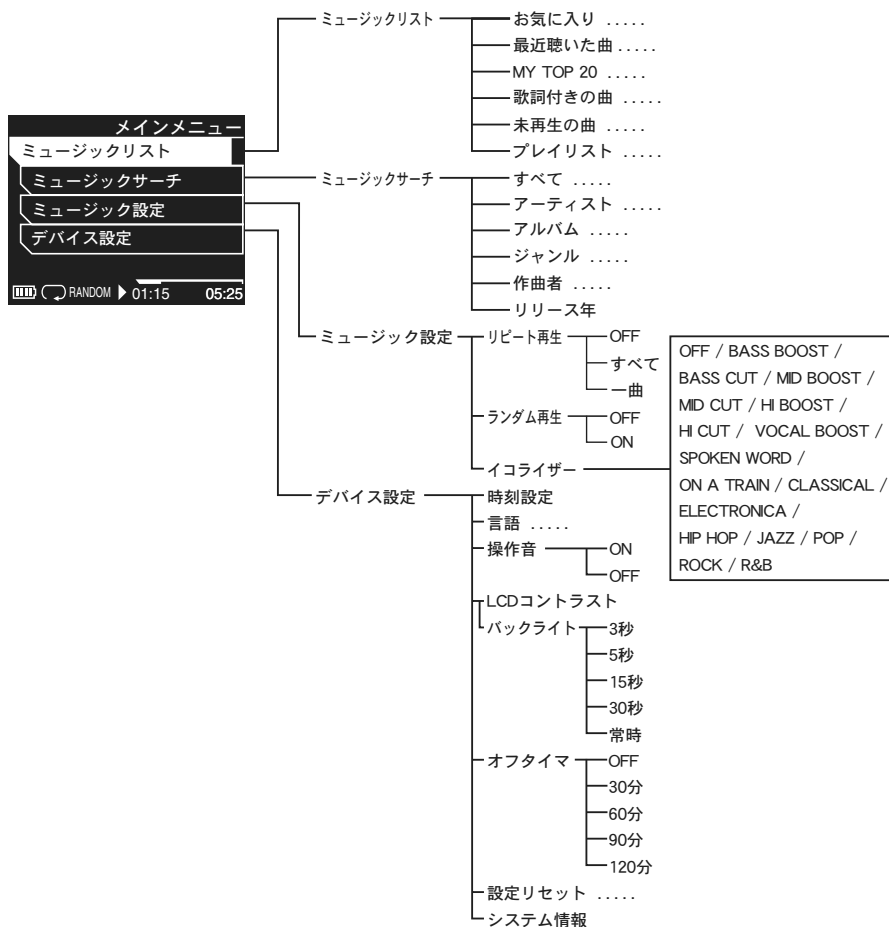 メインメニュー
ミュージックリスト
ミュージックサーチ
ミュージック設定
デバイス設定
RANDOM 01:15 05:25
ミュージックリスト
お気に入り .....
最近聴いた曲 .....
MY TOP 20 .....
歌詞付きの曲 .....
未再生の曲 .....
プレイリスト .....
ミュージックサーチ
すべて .....
アーティスト .....
アルバム .....
ジャンル .....
作曲者 .....
リリース年
ミュージック設定
リピート再生
OFF
すべて
一曲
ランダム再生
OFF
ON
イコライザー
OFF / BASS BOOST /
BASS CUT / MID BOOST /
MID CUT / HI BOOST /
HI CUT / VOCAL BOOST /
SPOKEN WORD /
ON A TRAIN / CLASSICAL /
ELECTRONICA /
HIP HOP / JAZZ / POP /
ROCK / R&B
デバイス設定
時刻設定
言語 .....
操作音
ON
OFF
LCDコントラスト
バックライト
3秒
5秒
15秒
30秒
常時
オフタイマ
OFF
30分
60分
90分
120分
設定リセット .....
システム情報